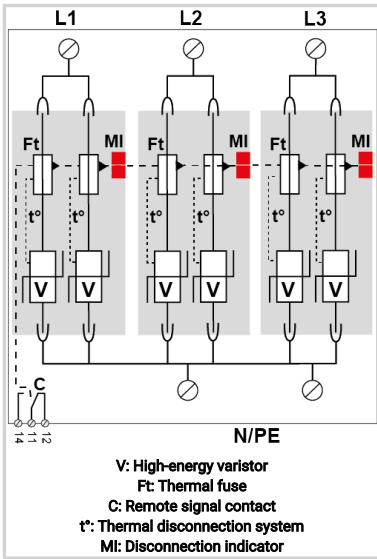 L1 L2 L3
Ft MI Ft MI Ft MI
t° t° t° t° t° t°
V V V V V V
C
14 11 12
N/PE
V: High-energy varistor
Ft: Thermal fuse
C: Remote signal contact
t°: Thermal disconnection system
MI: Disconnection indicator